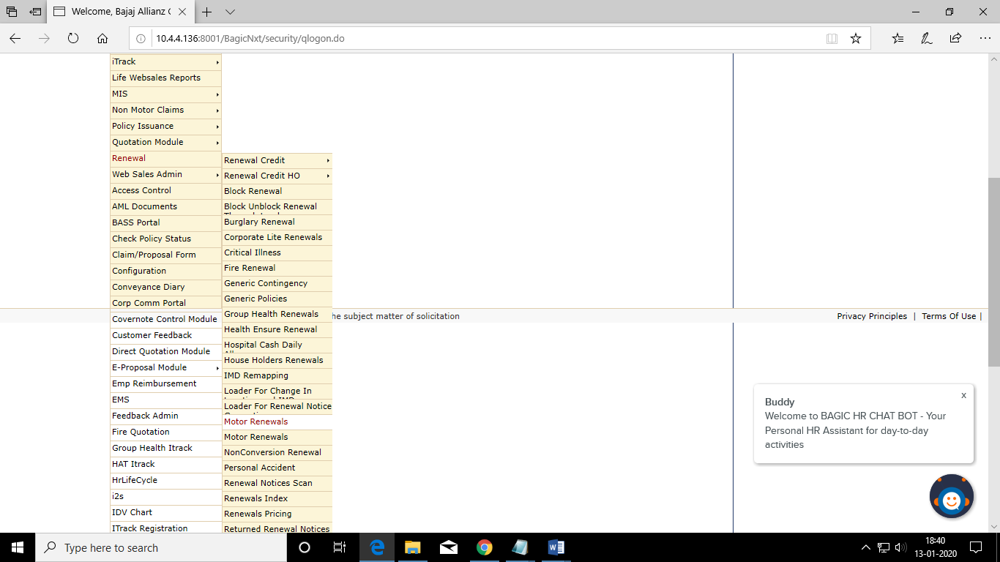 Welcome, Bajaj Allianz G
10.4.4.136:8001/BagicNxt/security/qlogon.do
iTrack
Life Websales Reports
MIS
Non Motor Claims
Policy Issuance
Quotation Module
Renewal
Web Sales Admin
Access Control
AML Documents
BASS Portal
Check Policy Status
Claim/Proposal Form
Configuration
Conveyance Diary
Corp Comm Portal
Covernote Control Module
Customer Feedback
Direct Quotation Module
E-Proposal Module
Emp Reimbursement
EMS
Feedback Admin
Fire Quotation
Group Health Itrack
HAT Itrack
HrLifeCycle
i2s
IDV Chart
ITrack Registration
Renewal Credit
Renewal Credit HO
Block Renewal
Block Unblock Renewal
Burglary Renewal
Corporate Lite Renewals
Critical Illness
Fire Renewal
Generic Contingency
Generic Policies
Group Health Renewals
Health Ensure Renewal
Hospital Cash Daily
House Holders Renewals
IMD Remapping
Loader For Change In
Loader For Renewal Notice
Motor Renewals
Motor Renewals
NonConversion Renewal
Personal Accident
Renewal Notices Scan
Renewals Index
Renewals Pricing
Returned Renewal Notices
he subject matter of solicitation
Privacy Principles | Terms Of Use |
x
Buddy
Welcome to BAGIC HR CHAT BOT - Your
Personal HR Assistant for day-to-day
activities
Type here to search
18:40
13-01-2020